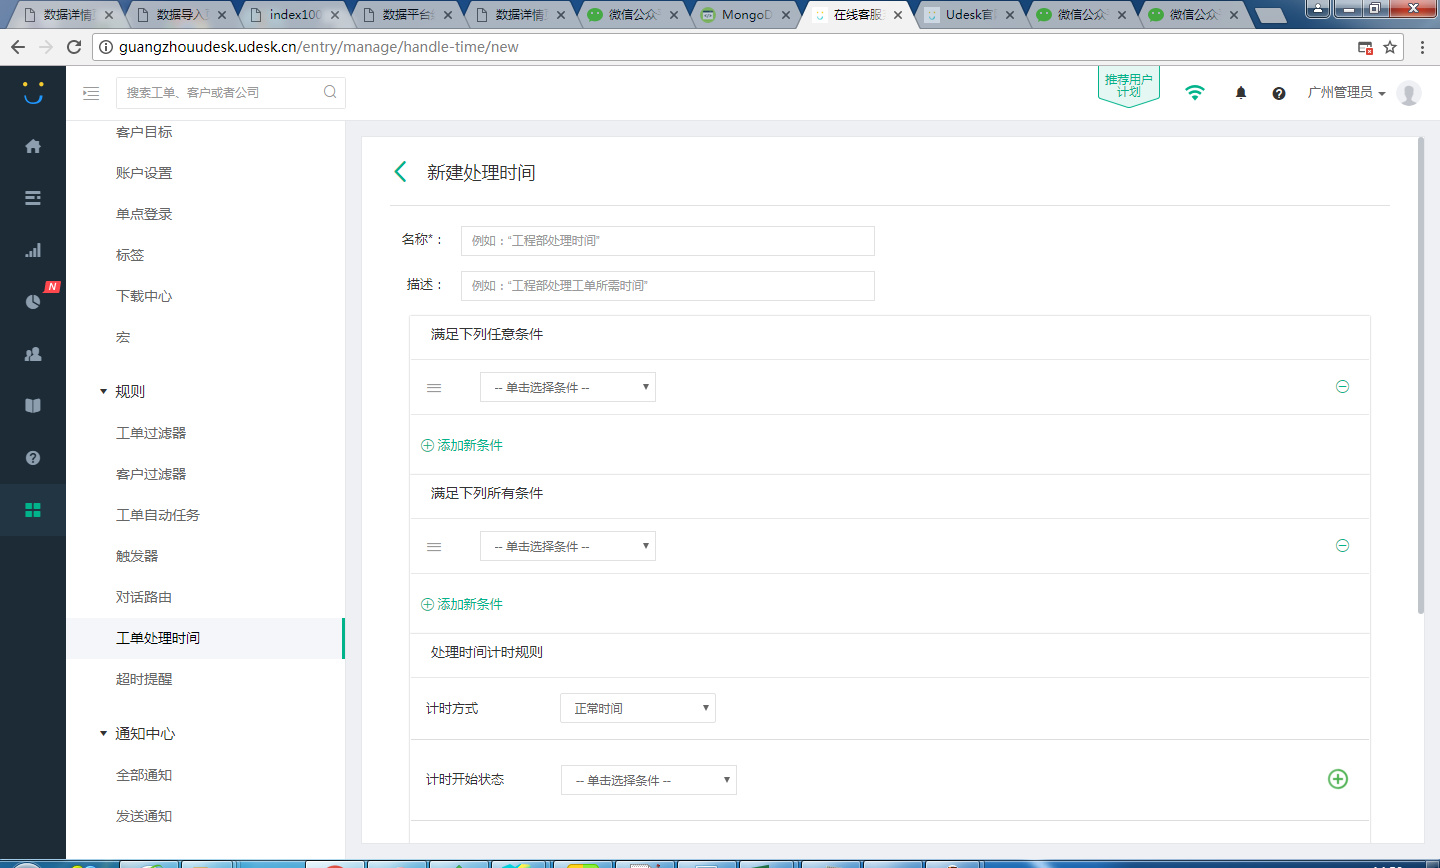 数据详情
数据导入
index100
数据平台
数据详情
微信公众
MongoD
在线客服
Udesk官
微信公众
微信公众
guangzhouudesk.udesk.cn/entry/manage/handle-time/new
搜索工单、客户或者公司
推荐用户
计划
广州管理员
客户目标
账户设置
单点登录
标签
下载中心
N
宏
规则
工单过滤器
客户过滤器
工单自动任务
触发器
对话路由
工单处理时间
超时提醒
通知中心
全部通知
发送通知
新建处理时间
名称*： 例如：“工程部处理时间”
描述： 例如：“工程部处理工单所需时间”
满足下列任意条件
-- 单击选择条件 --
添加新条件
满足下列所有条件
-- 单击选择条件 --
添加新条件
处理时间计时规则
计时方式 正常时间
计时开始状态 -- 单击选择条件 --